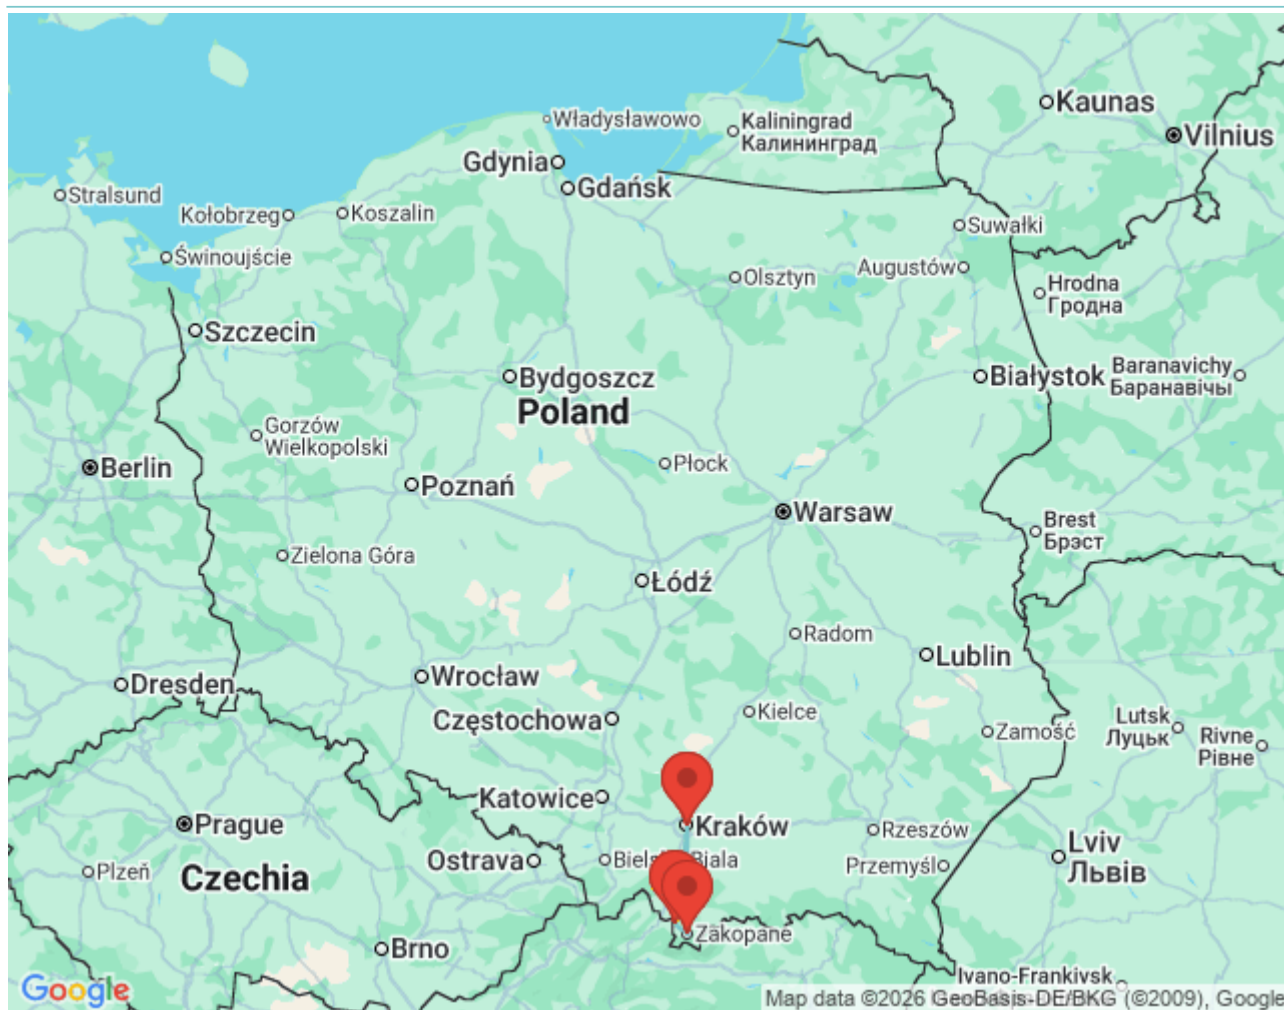 Władysławowo
Kaliningrad
Калининград
Kaunas
Vilnius
Gdynia
Gdańsk
Stralsund
Kołobrzeg
Koszalin
Suwałki
Świnoujście
Olsztyn
Augustów
Hrodna
Гродна
Szczecin
Bydgoszcz
Białystok
Baranavichy
Баранавічы
Poland
Gorzów
Wielkopolski
Berlin
Płock
Poznań
Warsaw
Brest
Брэст
Zielona Góra
Łódź
Radom
Lublin
Dresden
Wrocław
Częstochowa
Kielce
Zamość
Lutsk
Луцьк
Rivne
Рівне
Katowice
Prague
Kraków
Rzeszów
Lviv
Львів
Plzeň
Ostrava
Biala
Przemyśl
Czechia
Zakopane
Brno
Ivano-Frankivsk
Google
Map data ©2026 GeoBasis-DE/BKG (©2009), Google